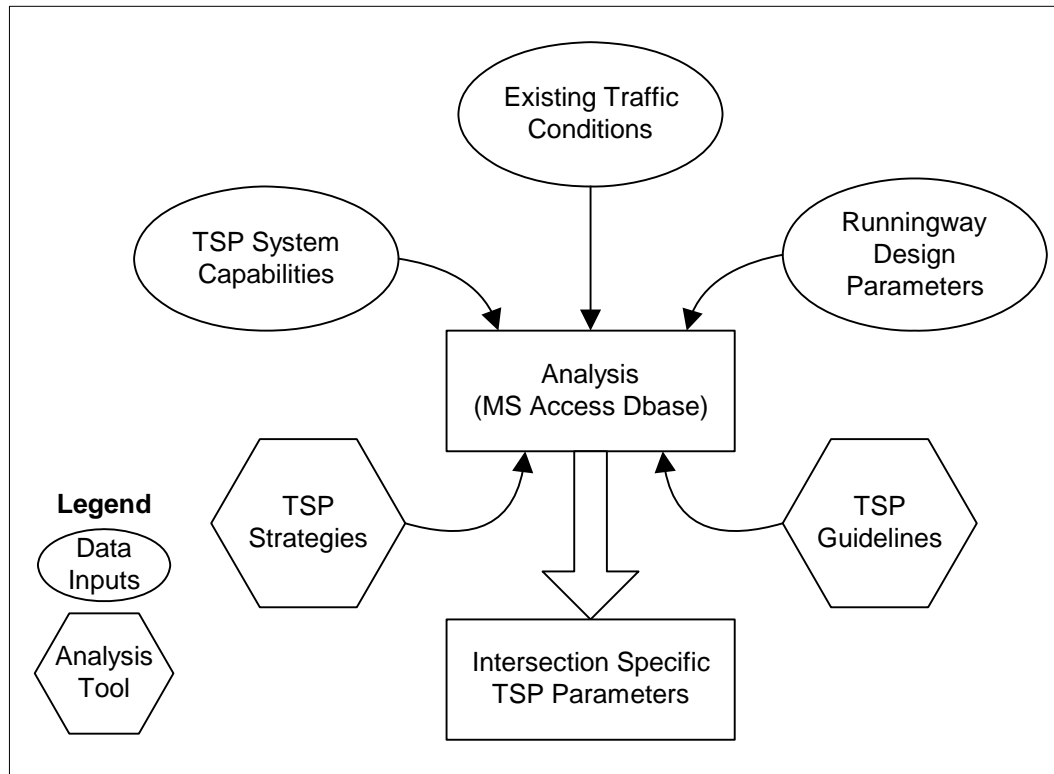 Existing Traffic
Conditions
TSP System
Capabilities
Runningway
Design
Parameters
Analysis
(MS Access Dbase)
TSP
Strategies
TSP
Guidelines
Legend
Data
Inputs
Analysis
Tool
Intersection Specific
TSP Parameters